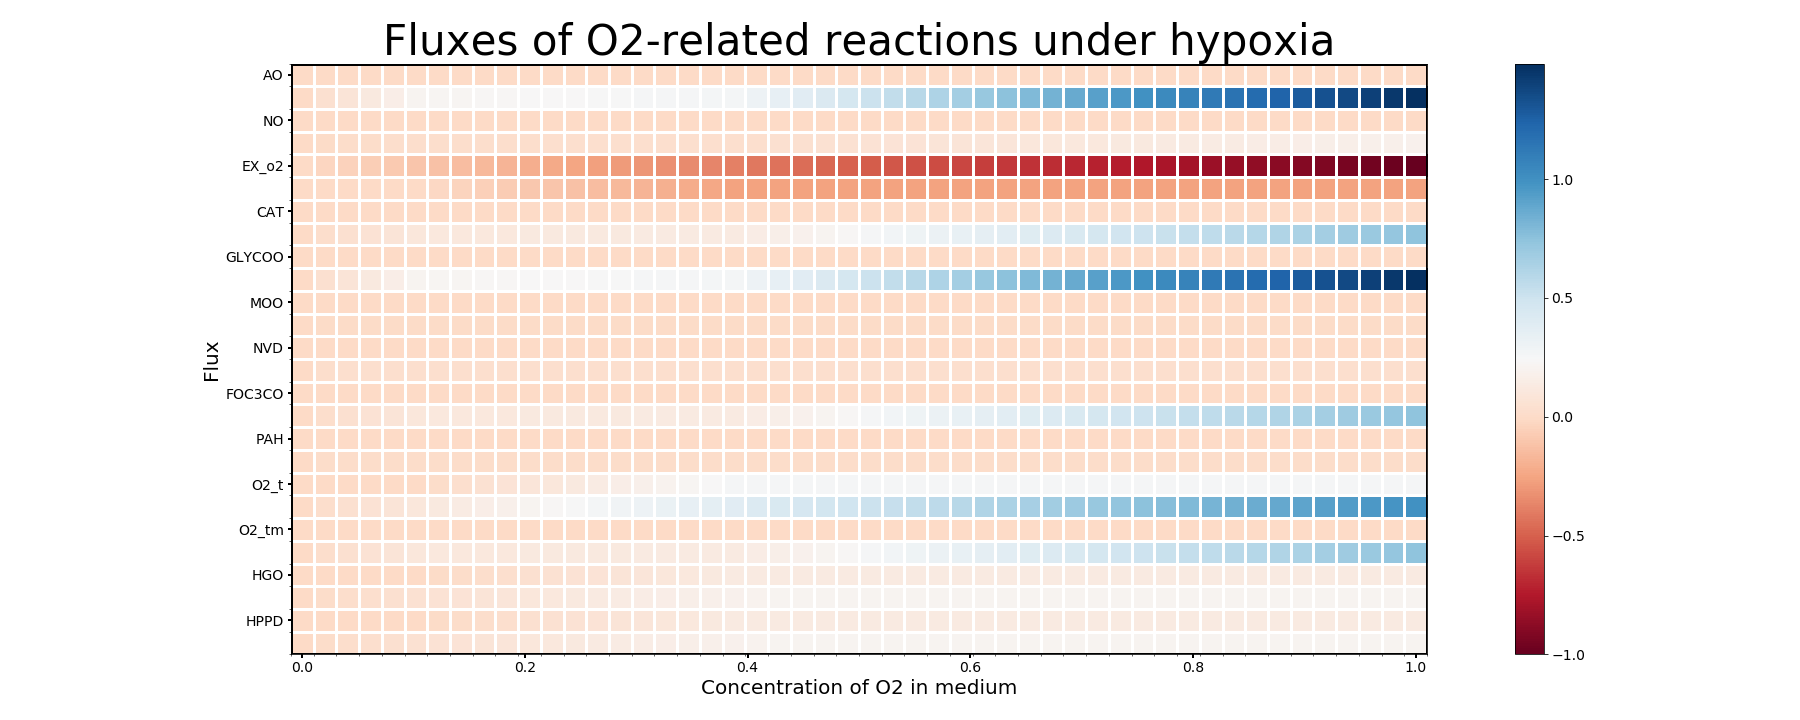 Fluxes of O2-related reactions under hypoxia
AO
NO
EX_o2
CAT
GLYCOO
MOO
NVD
FOC3CO
PAH
O2_t
O2_tm
HGO
HPPD
Flux
0.0 0.2 0.4 0.6 0.8 1.0
Concentration of O2 in medium
1.0
0.5
0.0
−0.5
−1.0